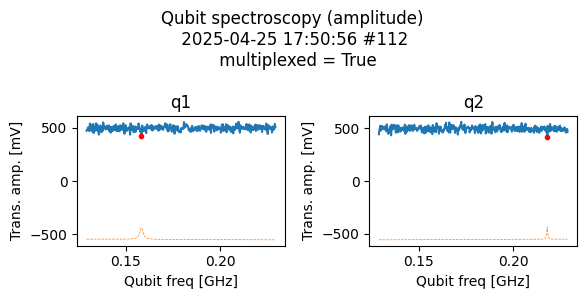 Qubit spectroscopy (amplitude)
2025-04-25 17:50:56 #112
multiplexed = True
q1
q2
Trans. amp. [mV]
500
0
−500
0.15
0.20
Qubit freq [GHz]
Trans. amp. [mV]
500
0
−500
0.15
0.20
Qubit freq [GHz]